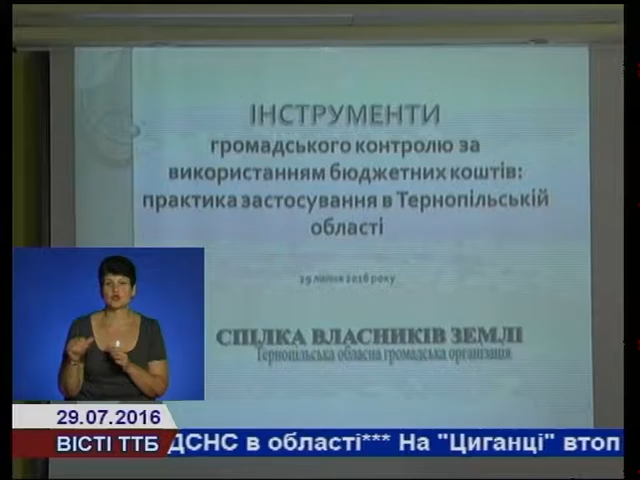 ІНСТРУМЕНТИ
громадського контролю за
використанням бюджетних коштів:
практика застосування в Тернопільській
області
29 липня 2016 року
СПІЛКА ВЛАСНИКІВ ЗЕМЛІ
Тернопільська обласна громадська організація
29.07.2016
ВІСТІ ТТБ
ДСНС в області*** На "Циганці" втоп